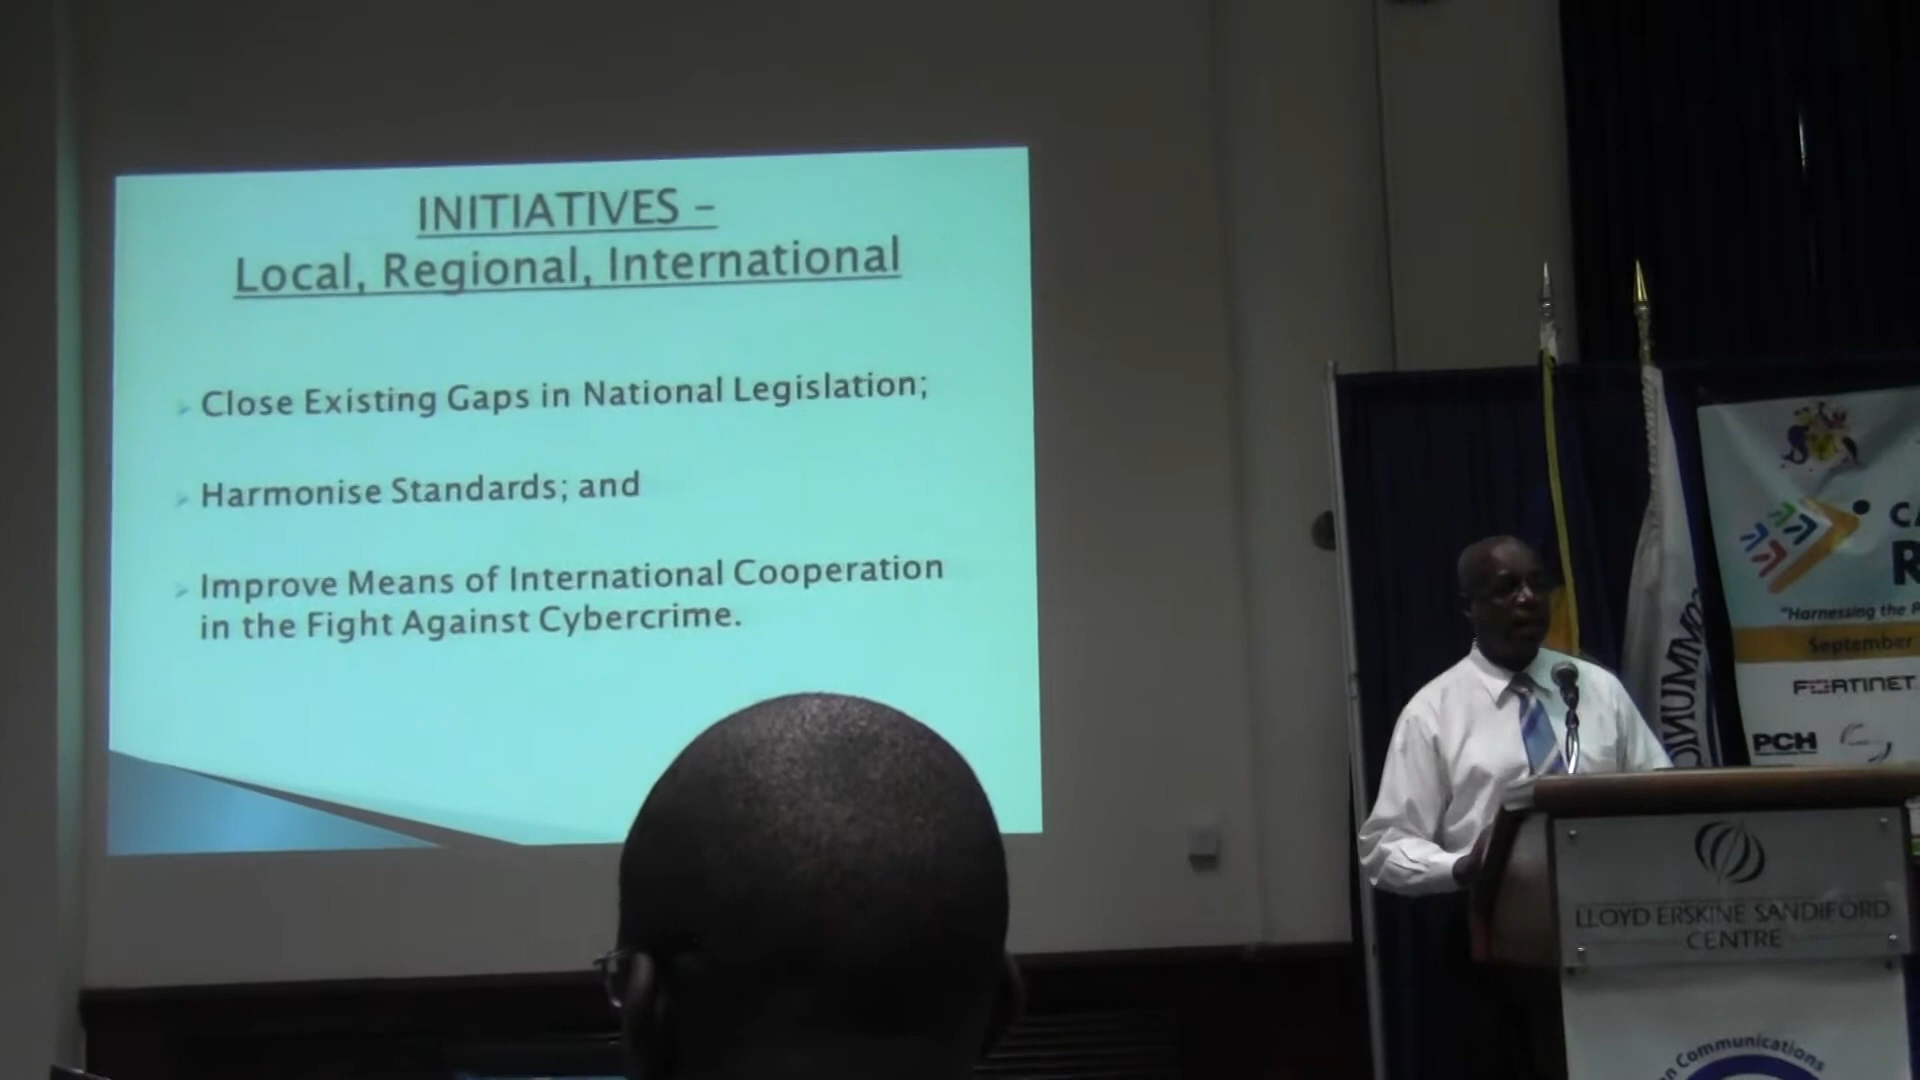 INITIATIVES –
Local, Regional, International
Close Existing Gaps in National Legislation;
Harmonise Standards; and
Improve Means of International Cooperation
in the Fight Against Cybercrime.
"Harnessing the
September
FORTINET
PCH
LLOYD ERSKINE SANDIFORD
CENTRE
Communications